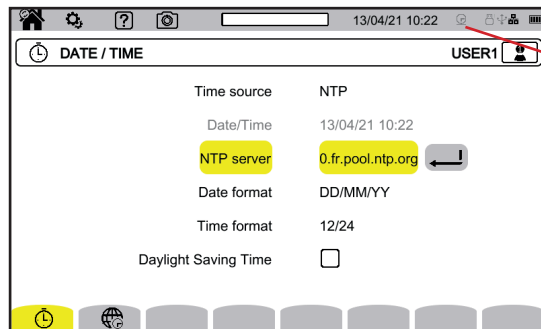 13/04/21 10:22
DATE / TIME USER1
Time source NTP
Date/Time 13/04/21 10:22
NTP server 0.fr.pool.ntp.org
Date format DD/MM/YY
Time format 12/24
Daylight Saving Time